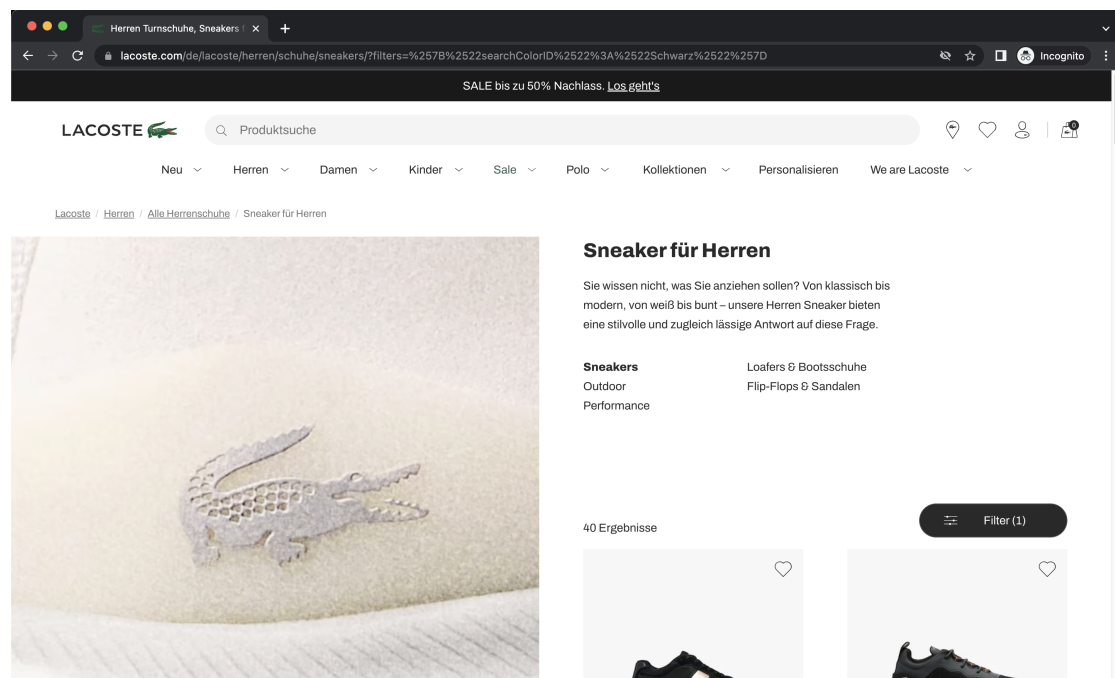 Herren Turnschuhe, Sneakers
lacoste.com/de/lacoste/herren/schuhe/sneakers/?filters=%257B%2522searchColorID%2522%3A%2522Schwarz%2522%257D
Incognito
SALE bis zu 50% Nachlass. Los geht's
LACOSTE
Produktsuche
0
Neu
Herren
Damen
Kinder
Sale
Polo
Kollektionen
Personalisieren
We are Lacoste
Lacoste / Herren / Alle Herrenschuhe / Sneaker für Herren
Sneaker für Herren
Sie wissen nicht, was Sie anziehen sollen? Von klassisch bis
modern, von weiß bis bunt – unsere Herren Sneaker bieten
eine stilvolle und zugleich lässige Antwort auf diese Frage.
Sneakers
Outdoor
Performance
Loafers & Bootsschuhe
Flip-Flops & Sandalen
40 Ergebnisse
Filter (1)